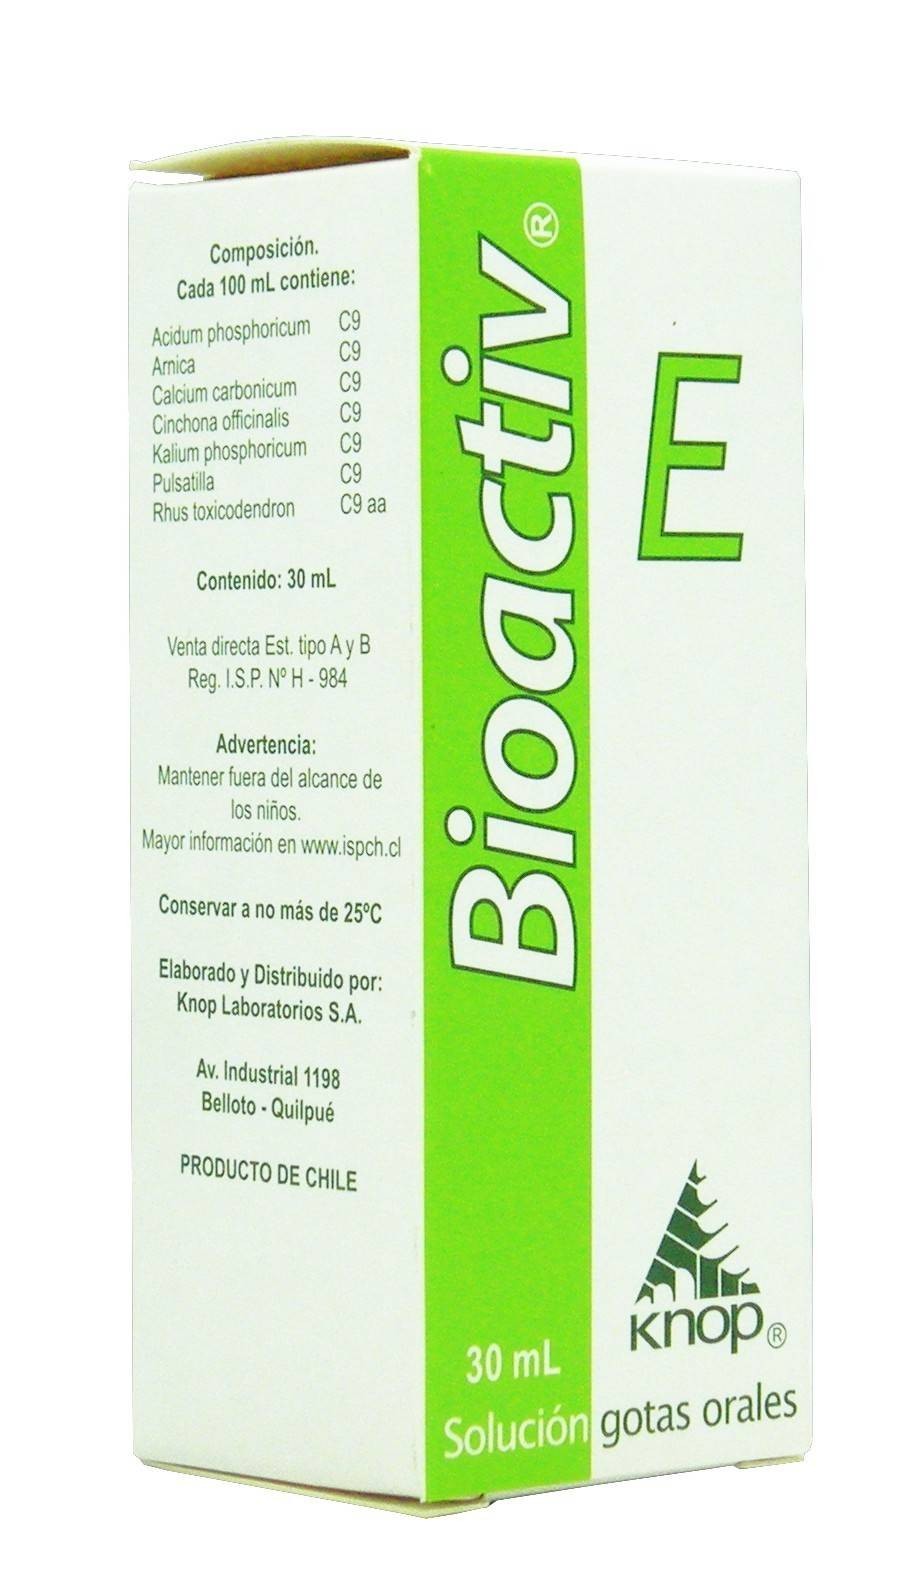 Composición.
Cada 100 mL contiene:
Acidum phosphoricum C9
Arnica C9
Calcium carbonicum C9
Cinchona officinalis C9
Kalium phosphoricum C9
Pulsatilla C9
Rhus toxicodendron C9 aa
Contenido: 30 mL
Venta directa Est. tipo A y B
Reg. I.S.P. Nº H - 984
Advertencia:
Mantener fuera del alcance de
los niños.
Mayor información en www.ispch.cl
Conservar a no más de 25ºC
Elaborado y Distribuido por:
Knop Laboratorios S.A.
Av. Industrial 1198
Belloto - Quilpué
PRODUCTO DE CHILE
Bioactiv®
E
knop®
30 mL
Solución gotas orales